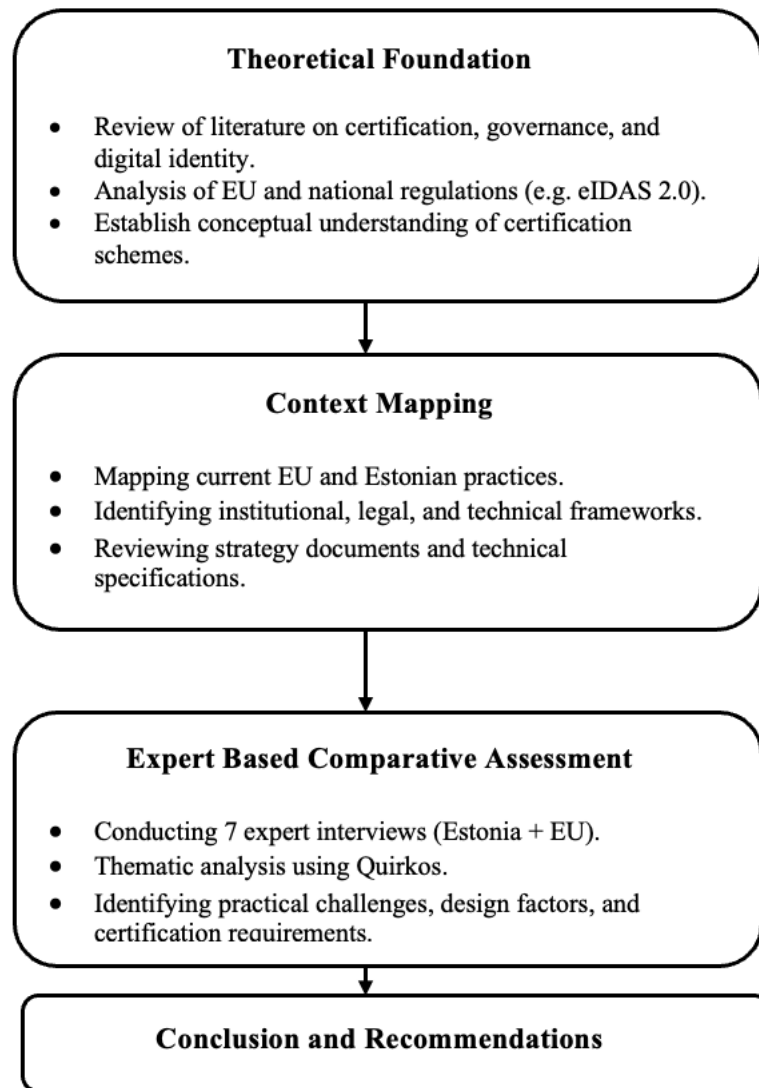 Theoretical Foundation
• Review of literature on certification, governance, and
digital identity.
• Analysis of EU and national regulations (e.g. eIDAS 2.0).
• Establish conceptual understanding of certification
schemes.
Context Mapping
• Mapping current EU and Estonian practices.
• Identifying institutional, legal, and technical frameworks.
• Reviewing strategy documents and technical
specifications.
Expert Based Comparative Assessment
• Conducting 7 expert interviews (Estonia + EU).
• Thematic analysis using Quirkos.
• Identifying practical challenges, design factors, and
certification requirements.
Conclusion and Recommendations